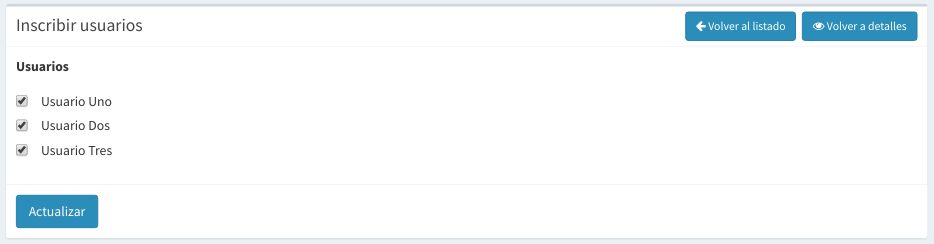 Inscribir usuarios
Volver al listado
Volver a detalles
Usuarios
Usuario Uno
Usuario Dos
Usuario Tres
Actualizar